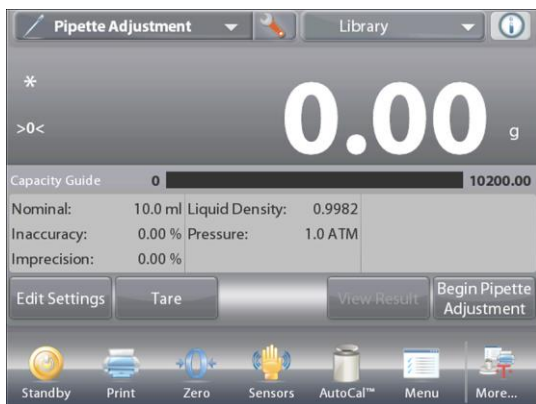 Pipette Adjustment Library
*
>0< 0.00 g
Capacity Guide 0 10200.00
Nominal: 10.0 ml Liquid Density: 0.9982
Inaccuracy: 0.00 % Pressure: 1.0 ATM
Imprecision: 0.00 %
Edit Settings Tare View Result Begin Pipette
Adjustment
Standby Print Zero Sensors AutoCal™ Menu More...